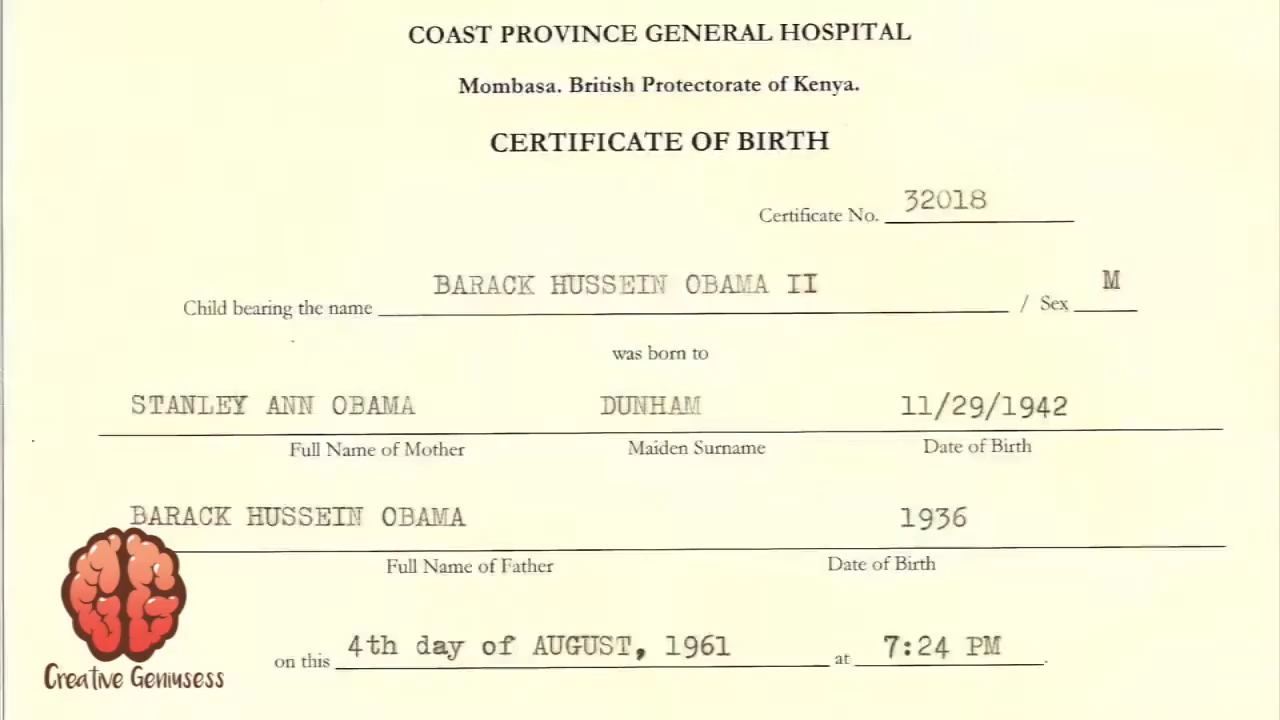 COAST PROVINCE GENERAL HOSPITAL
Mombasa. British Protectorate of Kenya.
CERTIFICATE OF BIRTH
Certificate No. 32018
Child bearing the name BARACK HUSSEIN OBAMA II / Sex M
was born to
STANLEY ANN OBAMA DUNHAM 11/29/1942
Full Name of Mother Maiden Surname Date of Birth
BARACK HUSSEIN OBAMA 1936
Full Name of Father Date of Birth
on this 4th day of AUGUST, 1961 at 7:24 PM.
Creative Geniusess